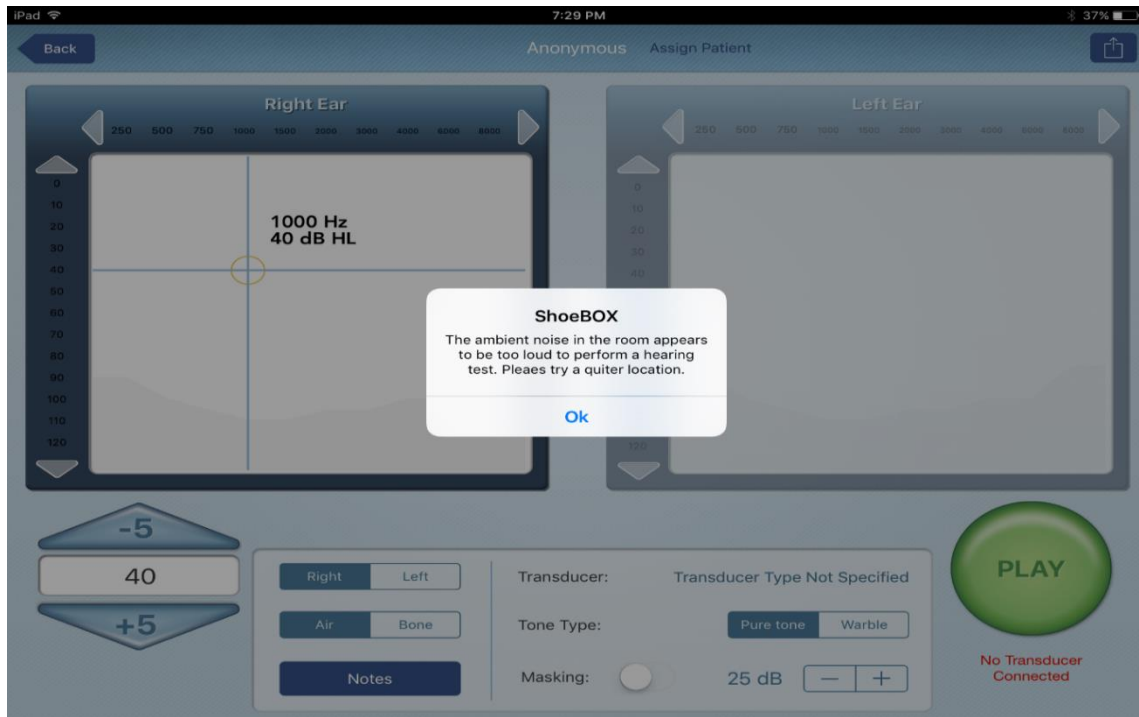 iPad 7:29 PM 37%
Back Anonymous Assign Patient
Right Ear
250 500 750 1000 1500 2000 3000 4000 6000 8000
0
10
20
30
40
50
60
70
80
90
100
110
120
1000 Hz
40 dB HL
Left Ear
250 500 750 1000 1500 2000 3000 4000 6000
0
10
20
30
40
120
ShoeBOX
The ambient noise in the room appears
to be too loud to perform a hearing
test. Pleaes try a quiter location.
Ok
-5
40
+5
Right Left
Air Bone
Notes
Transducer: Transducer Type Not Specified
Tone Type: Pure tone Warble
Masking: 25 dB — +
PLAY
No Transducer
Connected